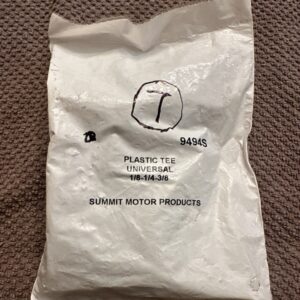 T
9494S
PLASTIC TEE
UNIVERSAL
1/8-1/4-3/8
SUMMIT MOTOR PRODUCTS